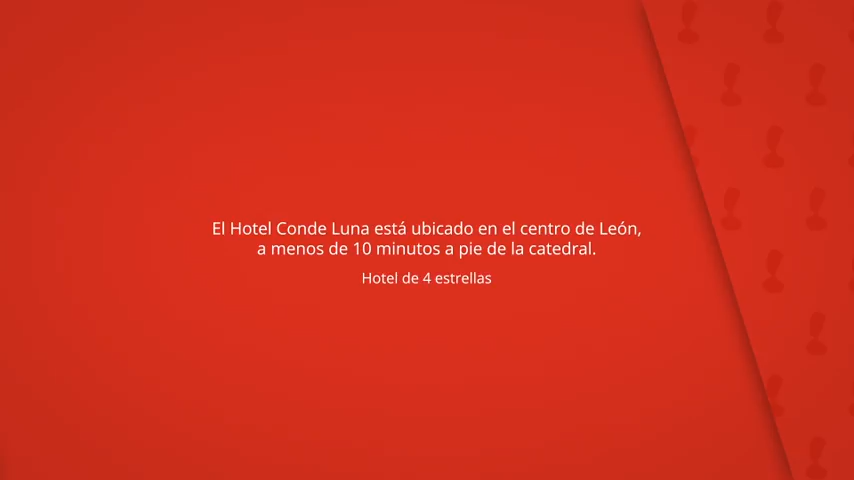 El Hotel Conde Luna está ubicado en el centro de León,
a menos de 10 minutos a pie de la catedral.
Hotel de 4 estrellas